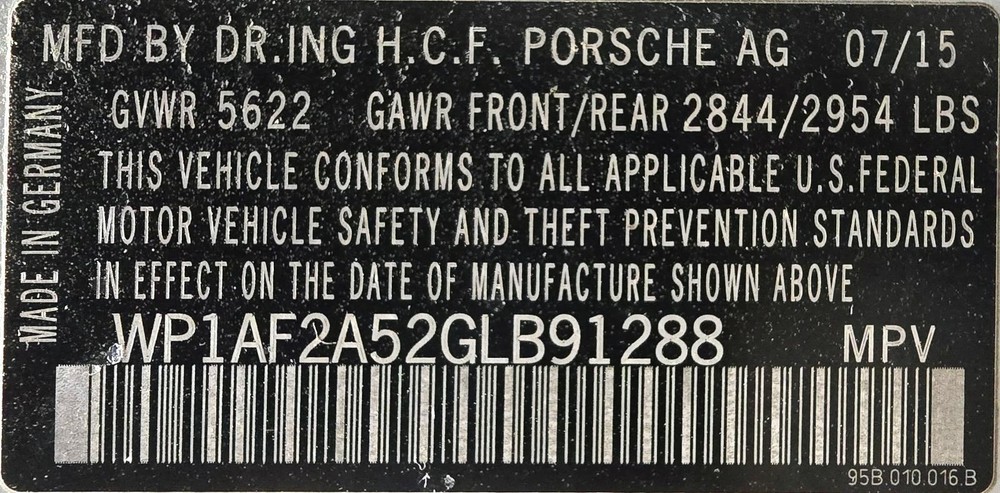 MFD BY DR.ING H.C.F. PORSCHE AG 07/15
GVWR 5622 GAWR FRONT/REAR 2844/2954 LBS
THIS VEHICLE CONFORMS TO ALL APPLICABLE U.S.FEDERAL
MOTOR VEHICLE SAFETY AND THEFT PREVENTION STANDARDS
IN EFFECT ON THE DATE OF MANUFACTURE SHOWN ABOVE
MADE IN GERMANY
WP1AF2A52GLB91288 MPV
95B.010.016.B